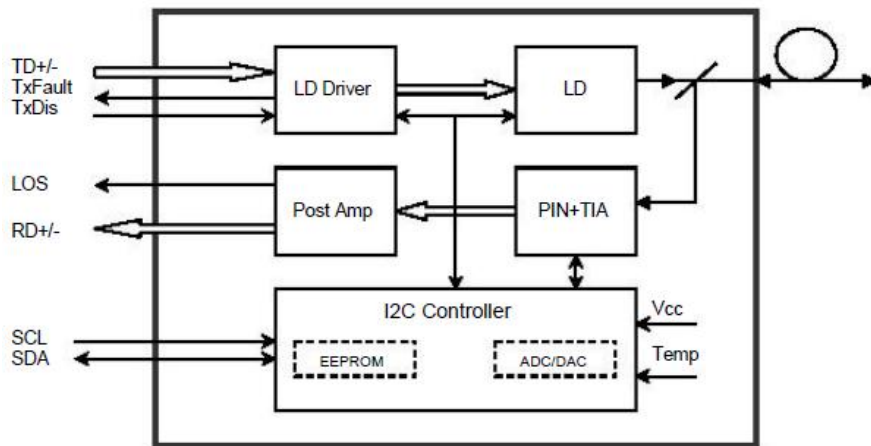 TD+/-
TxFault
TxDis
LD Driver
LD
LOS
RD+/-
Post Amp
PIN+TIA
I2C Controller
EEPROM
ADC/DAC
SCL
SDA
Vcc
Temp